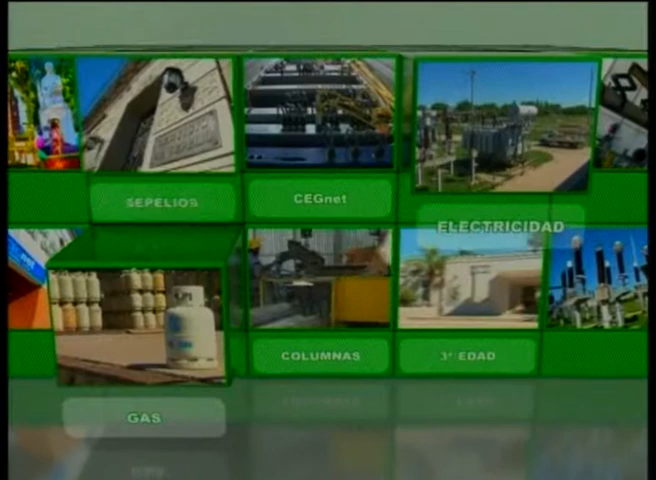 SEPELIOS
CEGnet
ELECTRICIDAD
COLUMNAS
3ª EDAD
GAS